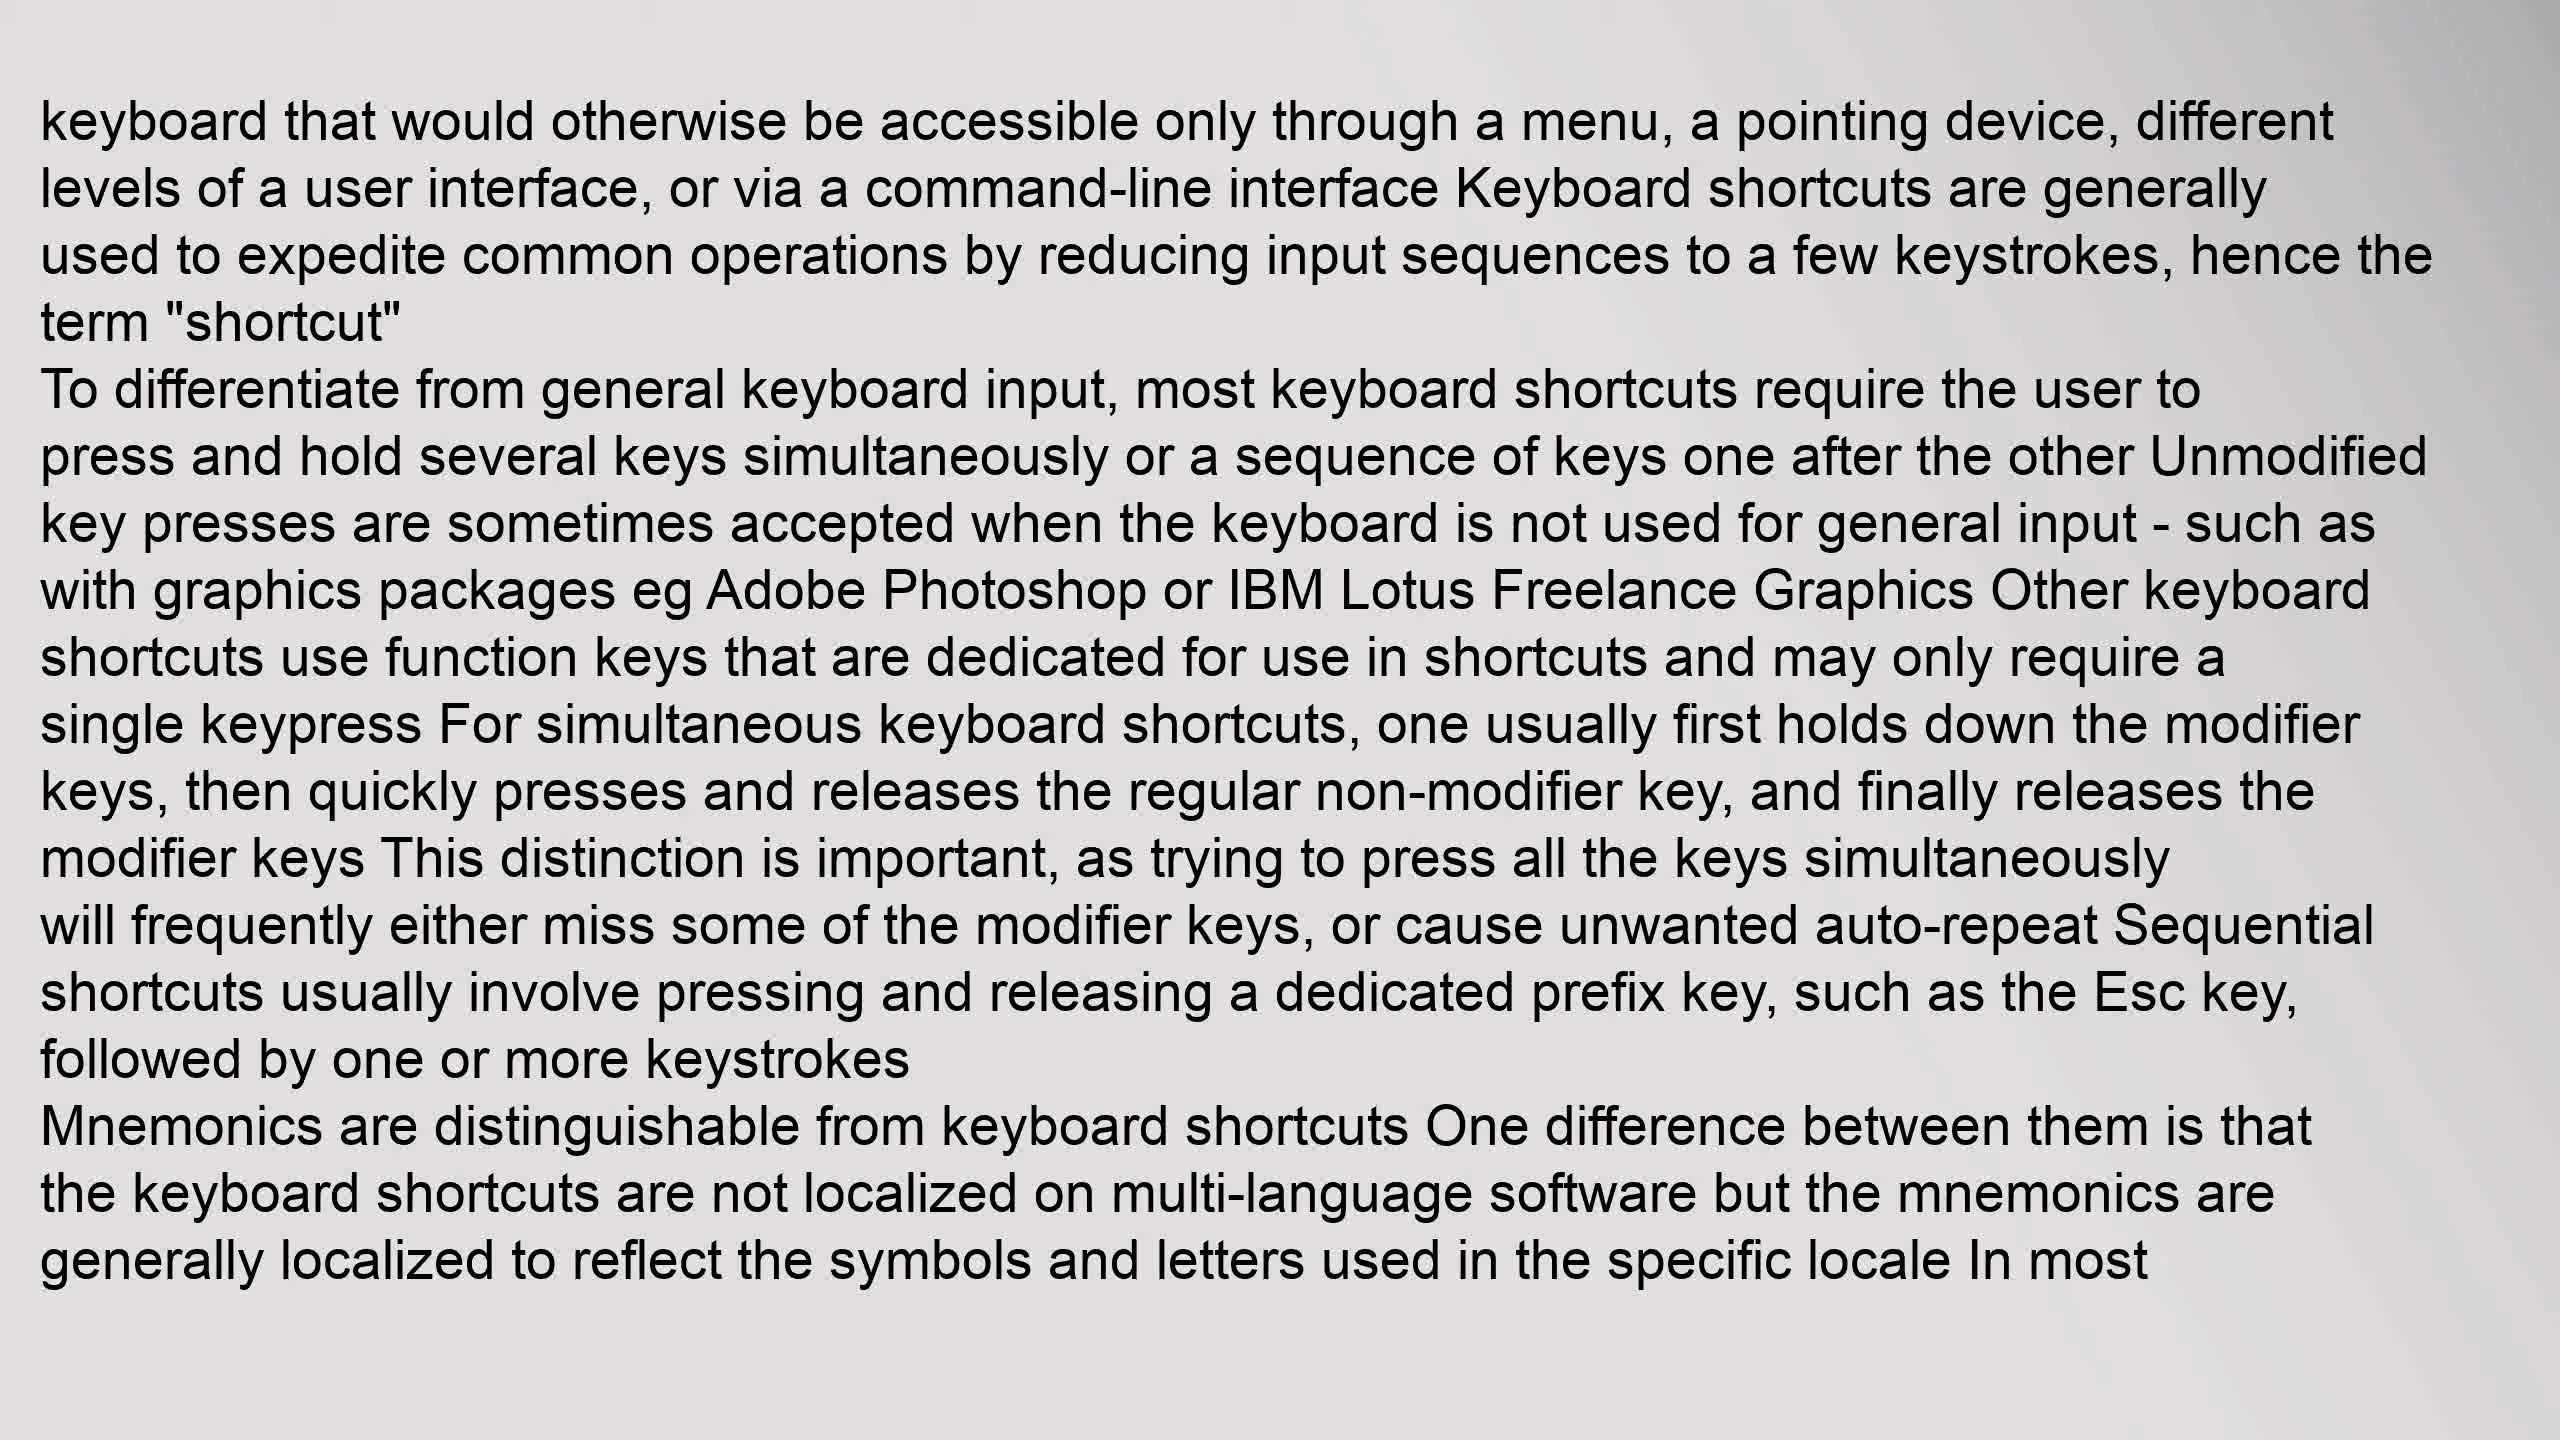 keyboard that would otherwise be accessible only through a menu, a pointing device, different
levels of a user interface, or via a command-line interface Keyboard shortcuts are generally
used to expedite common operations by reducing input sequences to a few keystrokes, hence the
term "shortcut"
To differentiate from general keyboard input, most keyboard shortcuts require the user to
press and hold several keys simultaneously or a sequence of keys one after the other Unmodified
key presses are sometimes accepted when the keyboard is not used for general input - such as
with graphics packages eg Adobe Photoshop or IBM Lotus Freelance Graphics Other keyboard
shortcuts use function keys that are dedicated for use in shortcuts and may only require a
single keypress For simultaneous keyboard shortcuts, one usually first holds down the modifier
keys, then quickly presses and releases the regular non-modifier key, and finally releases the
modifier keys This distinction is important, as trying to press all the keys simultaneously
will frequently either miss some of the modifier keys, or cause unwanted auto-repeat Sequential
shortcuts usually involve pressing and releasing a dedicated prefix key, such as the Esc key,
followed by one or more keystrokes
Mnemonics are distinguishable from keyboard shortcuts One difference between them is that
the keyboard shortcuts are not localized on multi-language software but the mnemonics are
generally localized to reflect the symbols and letters used in the specific locale In most